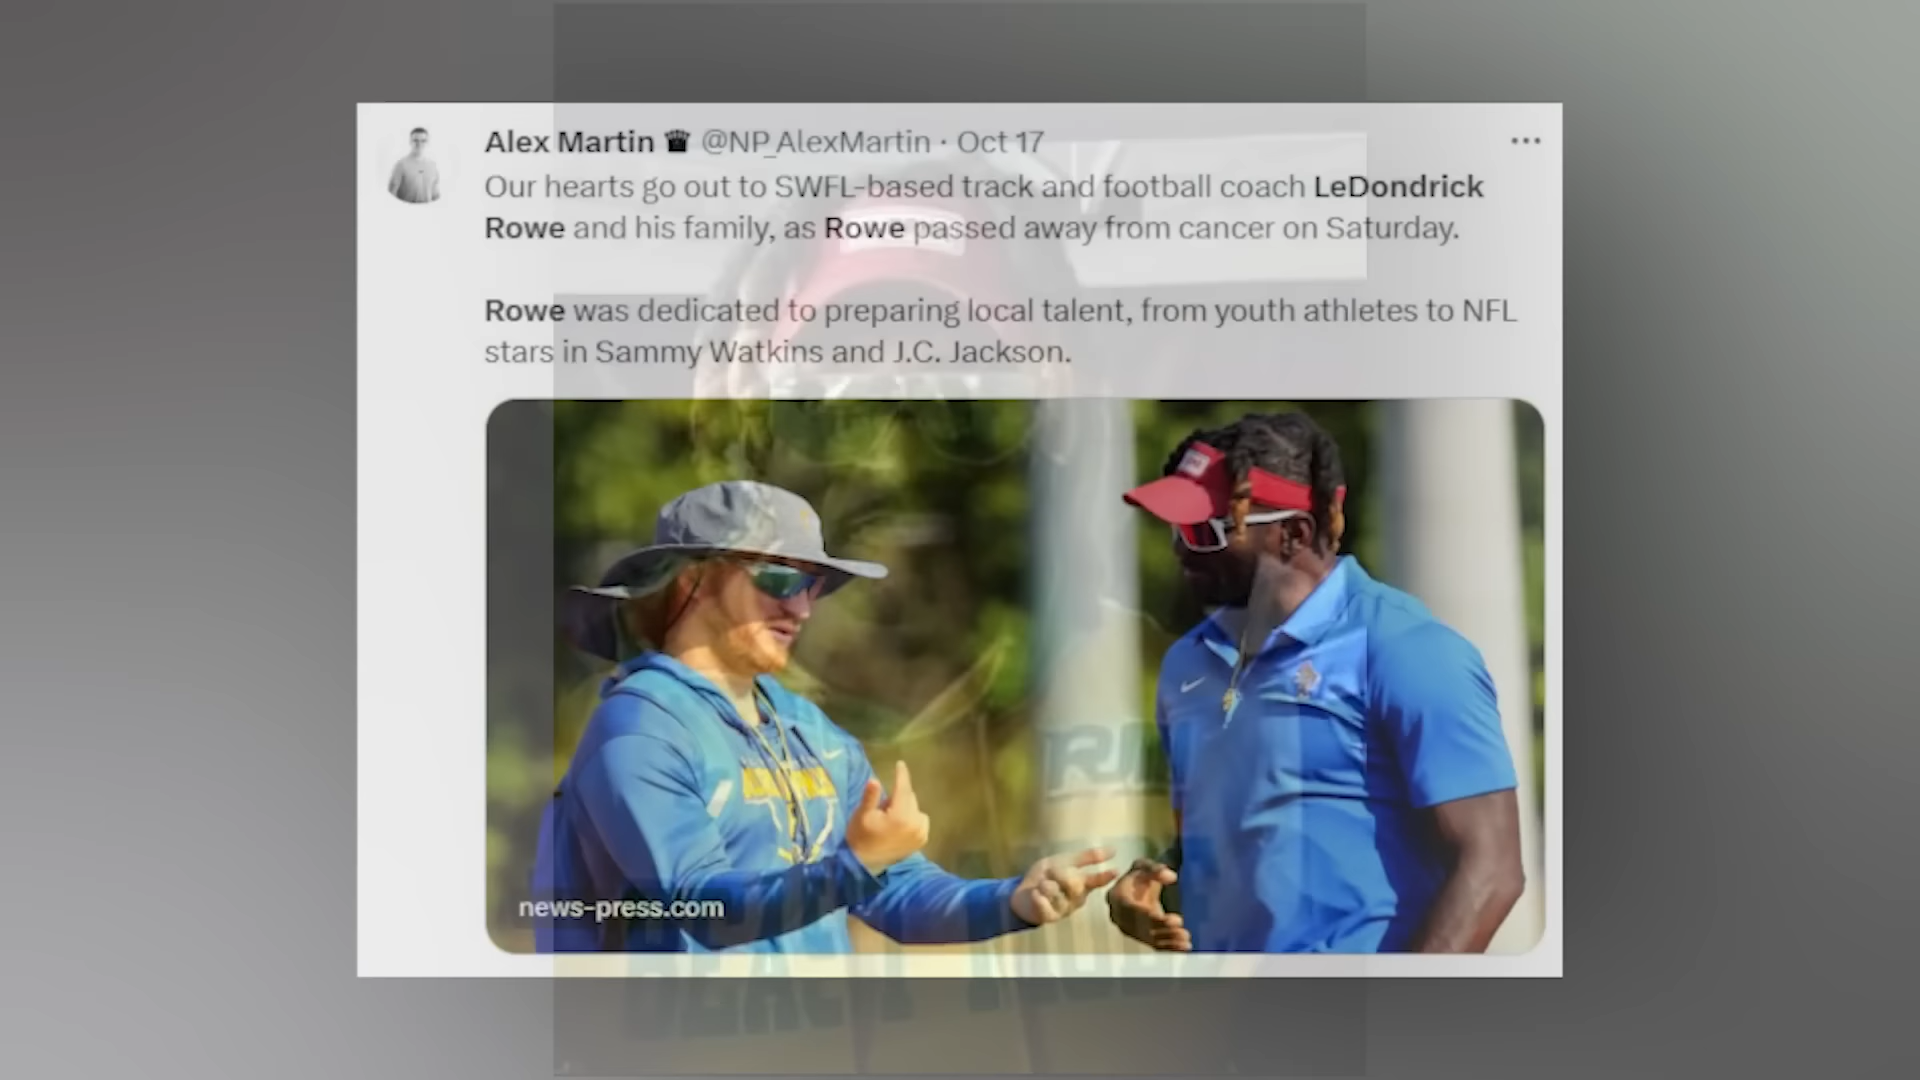 Alex Martin @NP_AlexMartin · Oct 17
Our hearts go out to SWFL-based track and football coach LeDondrick
Rowe and his family, as Rowe passed away from cancer on Saturday.
Rowe was dedicated to preparing local talent, from youth athletes to NFL
stars in Sammy Watkins and J.C. Jackson.
news-press.com